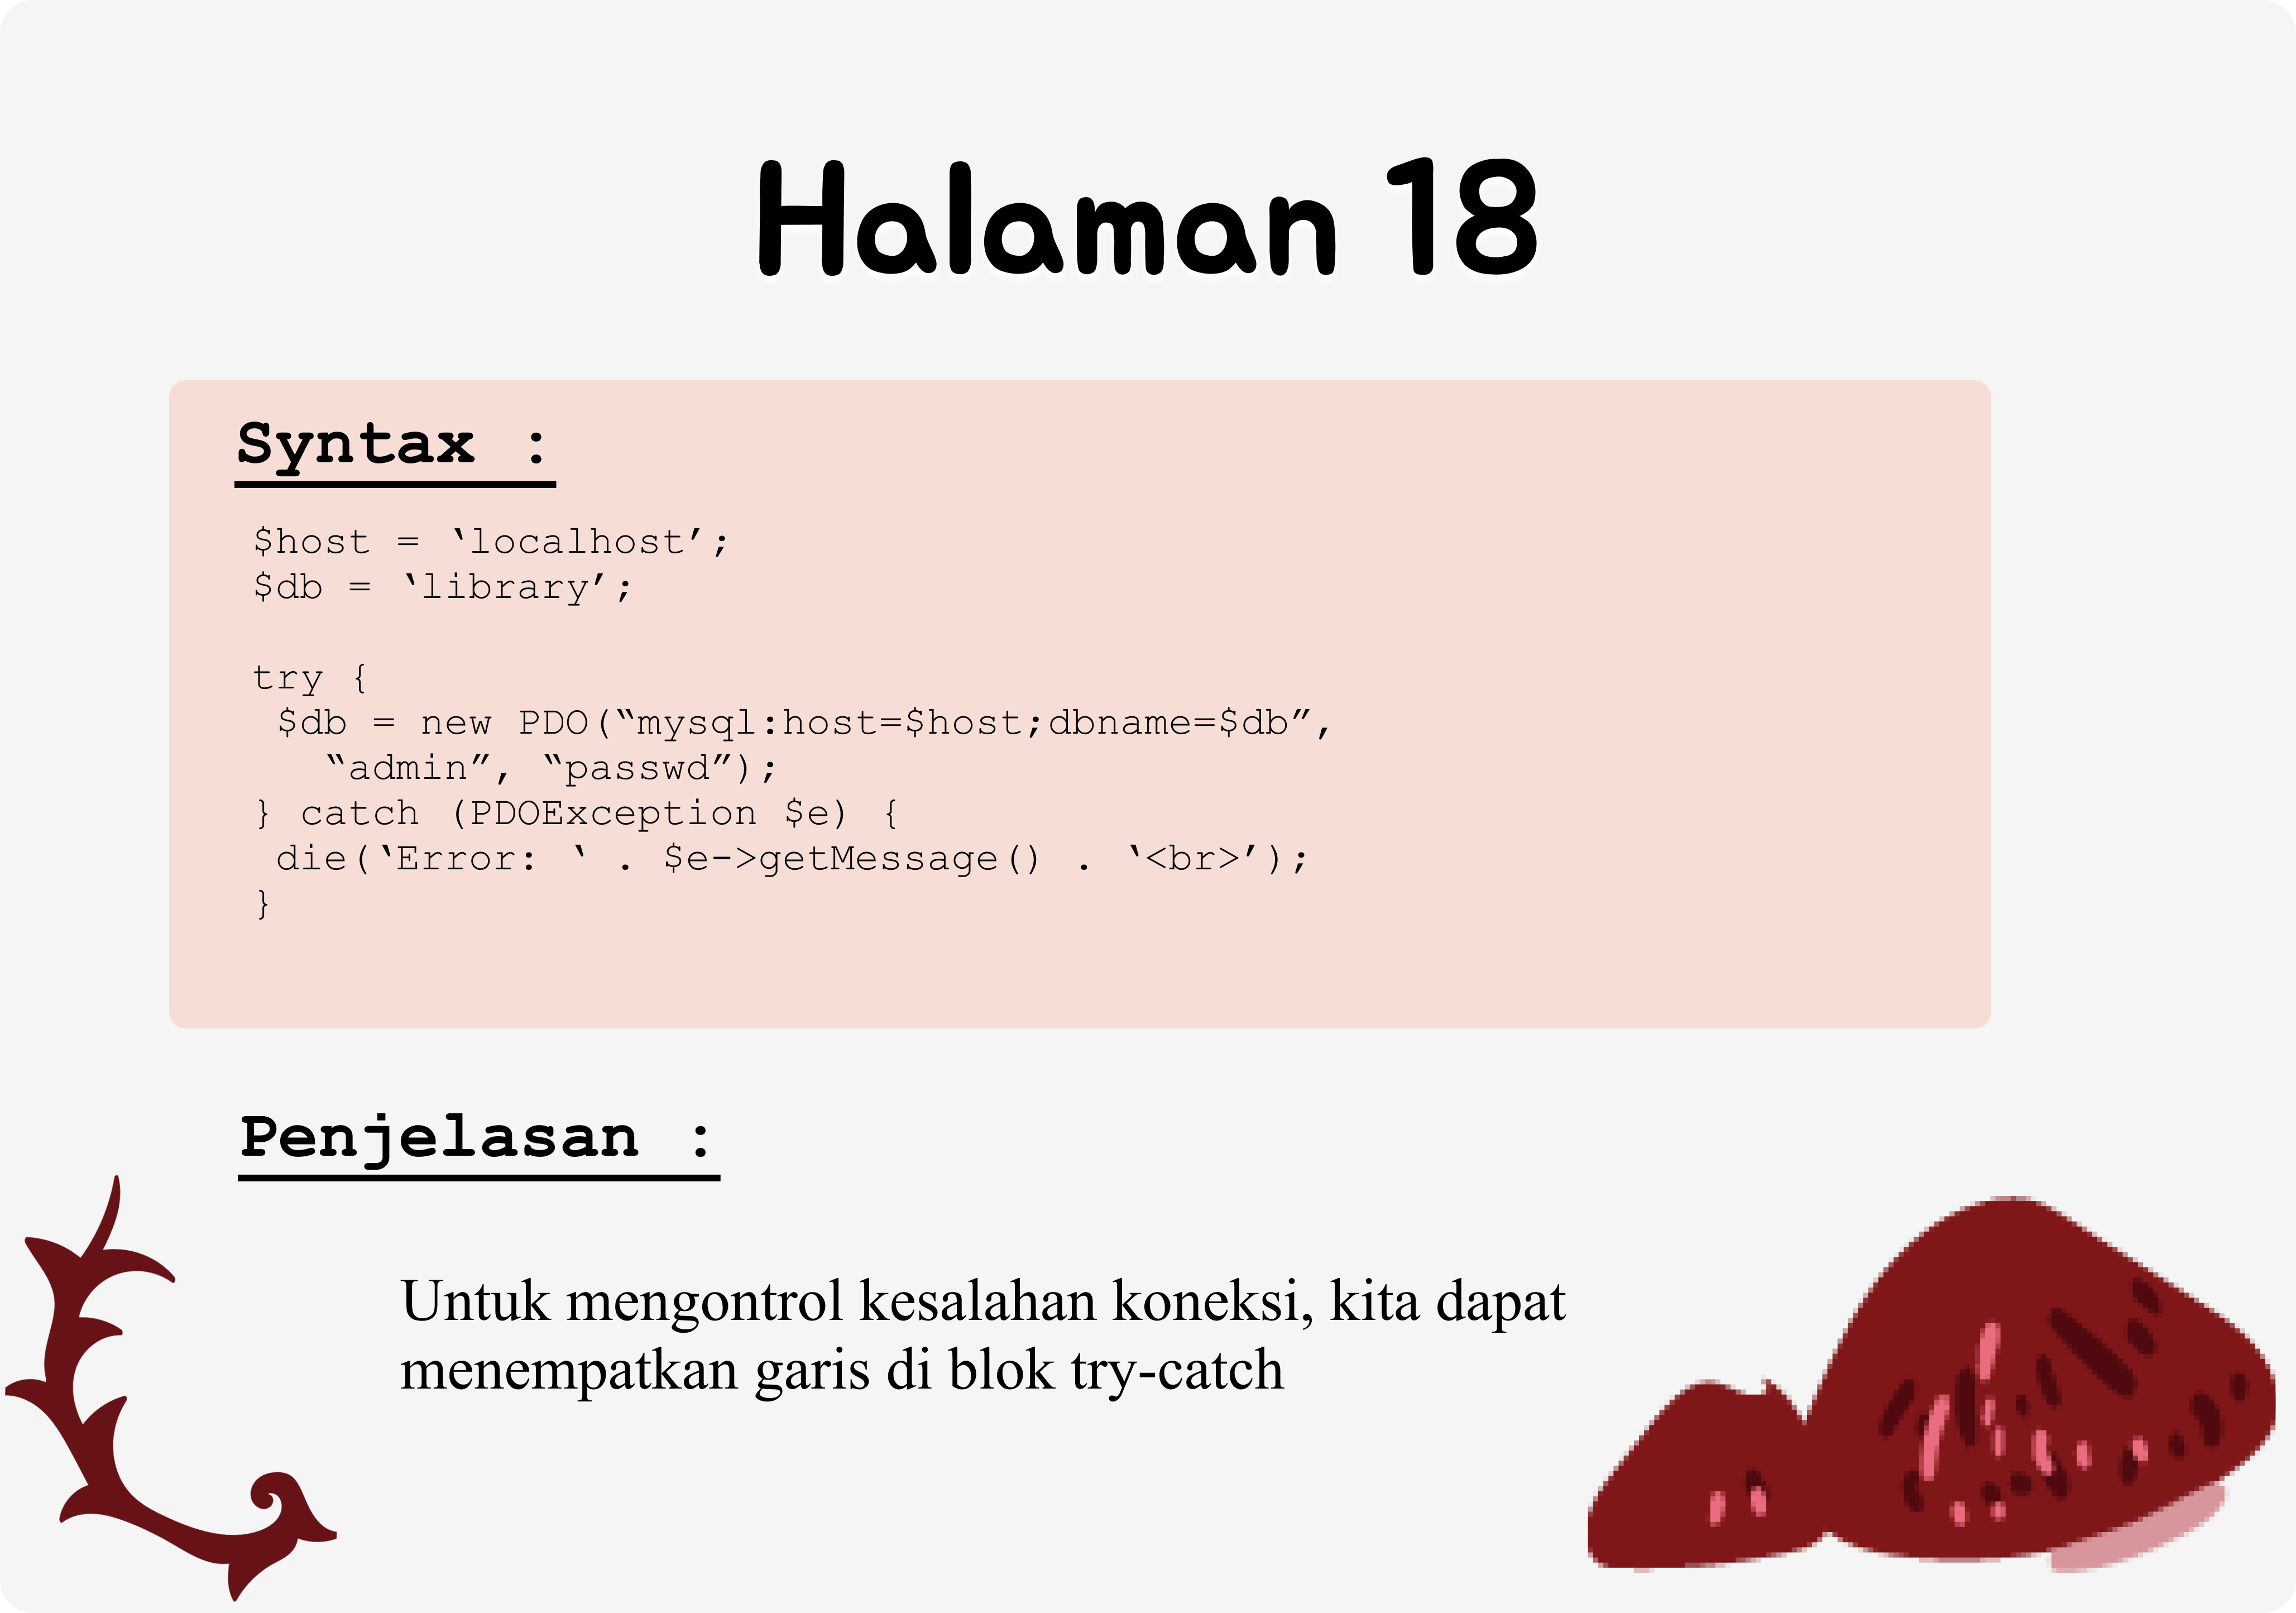 Halaman 18
Syntax :
$host = ‘localhost’;
$db = ‘library’;
try {
$db = new PDO(“mysql:host=$host;dbname=$db”,
“admin”, “passwd”);
} catch (PDOException $e) {
die(‘Error: ‘ . $e->getMessage() . ‘<br>’);
}
Penjelasan :
Untuk mengontrol kesalahan koneksi, kita dapat
menempatkan garis di blok try-catch